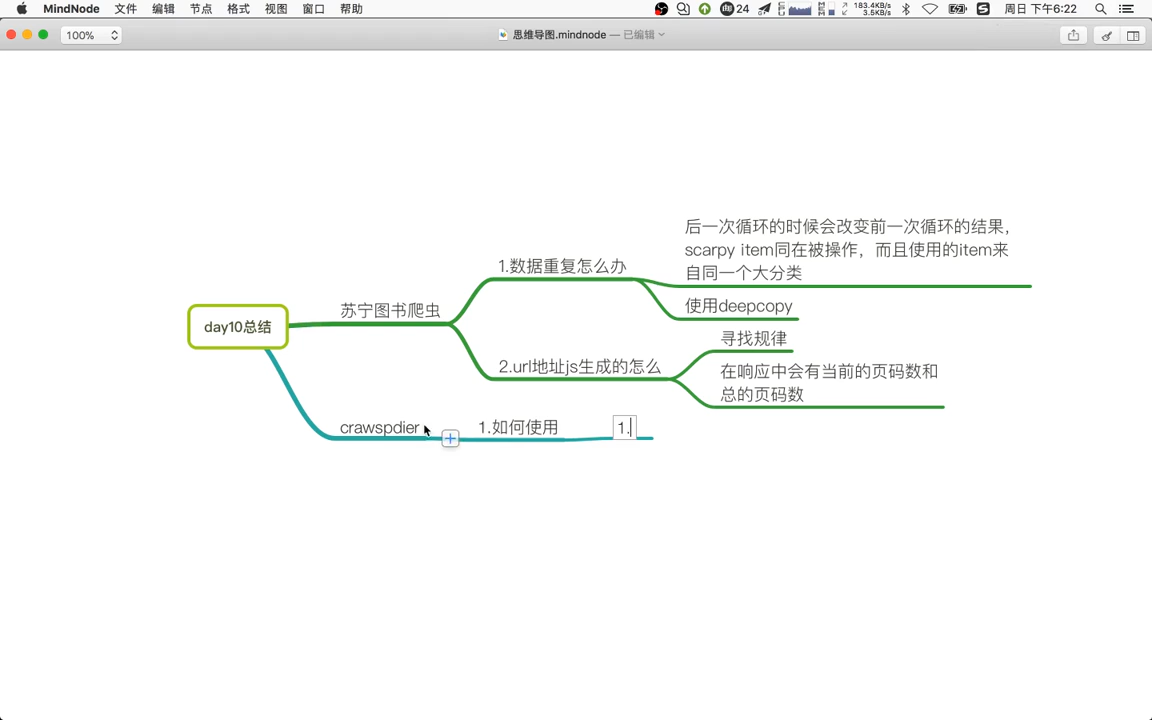 MindNode 文件 编辑 节点 格式 视图 窗口 帮助 24 183.4KB/s 3.5KB/s 周日 下午6:22
100% 思维导图.mindnode — 已编辑
后一次循环的时候会改变前一次循环的结果，
scarpy item同在被操作，而且使用的item来
自同一个大分类
1.数据重复怎么办
使用deepcopy
苏宁图书爬虫
day10总结
寻找规律
2.url地址js生成的怎么
在响应中会有当前的页码数和
总的页码数
crawspdier 1.如何使用 1.